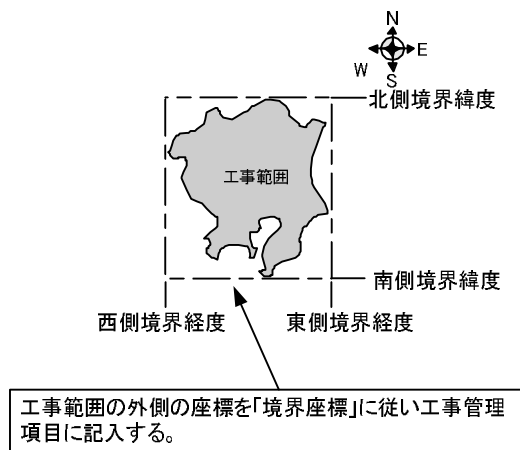 N
W E
S
北側境界緯度
工事範囲
南側境界緯度
西側境界経度 東側境界経度
工事範囲の外側の座標を「境界座標」に従い工事管理
項目に記入する。